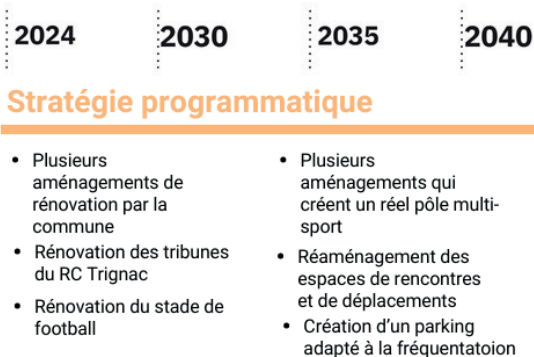 2024 2030 2035 2040
Stratégie programmatique
• Plusieurs
aménagements de
rénovation par la
commune
• Rénovation des tribunes
du RC Trignac
• Rénovation du stade de
football
• Plusieurs
aménagements qui
créent un réel pôle multi-
sport
• Réaménagement des
espaces de rencontres
et de déplacements
• Création d'un parking
adapté à la fréquentatoion